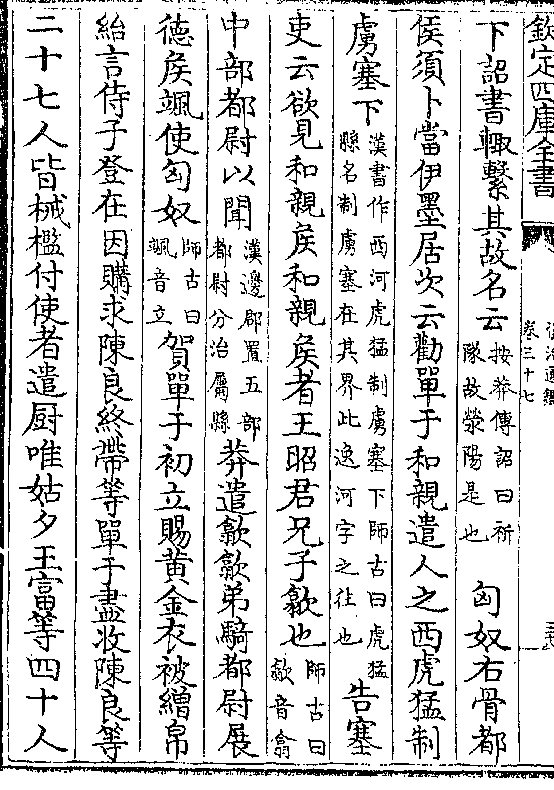 欽定四庫全書
資治通鑑
卷三十七
下詔書輒繫其故名云按莽傳詔曰祈隊故滎陽是也匈奴右骨都
侯須卜當伊墨居次云勸單于和親遣人之西虎猛制
虜塞下漢書作西河虎猛制虜塞下師古曰虎猛縣名制虜塞在其界此逸河字之往也告塞
吏云欲見和親侯和親侯者王昭君兄子歙也師古曰歙音翕
中部都尉以聞漢邊郡置五部都尉分治屬縣莽遣歙歙弟騎都尉展
德侯颯使匈奴師古曰颯音立賀單于初立賜黃金衣被繒帛
紿言侍子登在因購求陳良終帶等單于盡收陳良等
二十七人皆械檻付使者遣厨唯姑夕王富等四十人